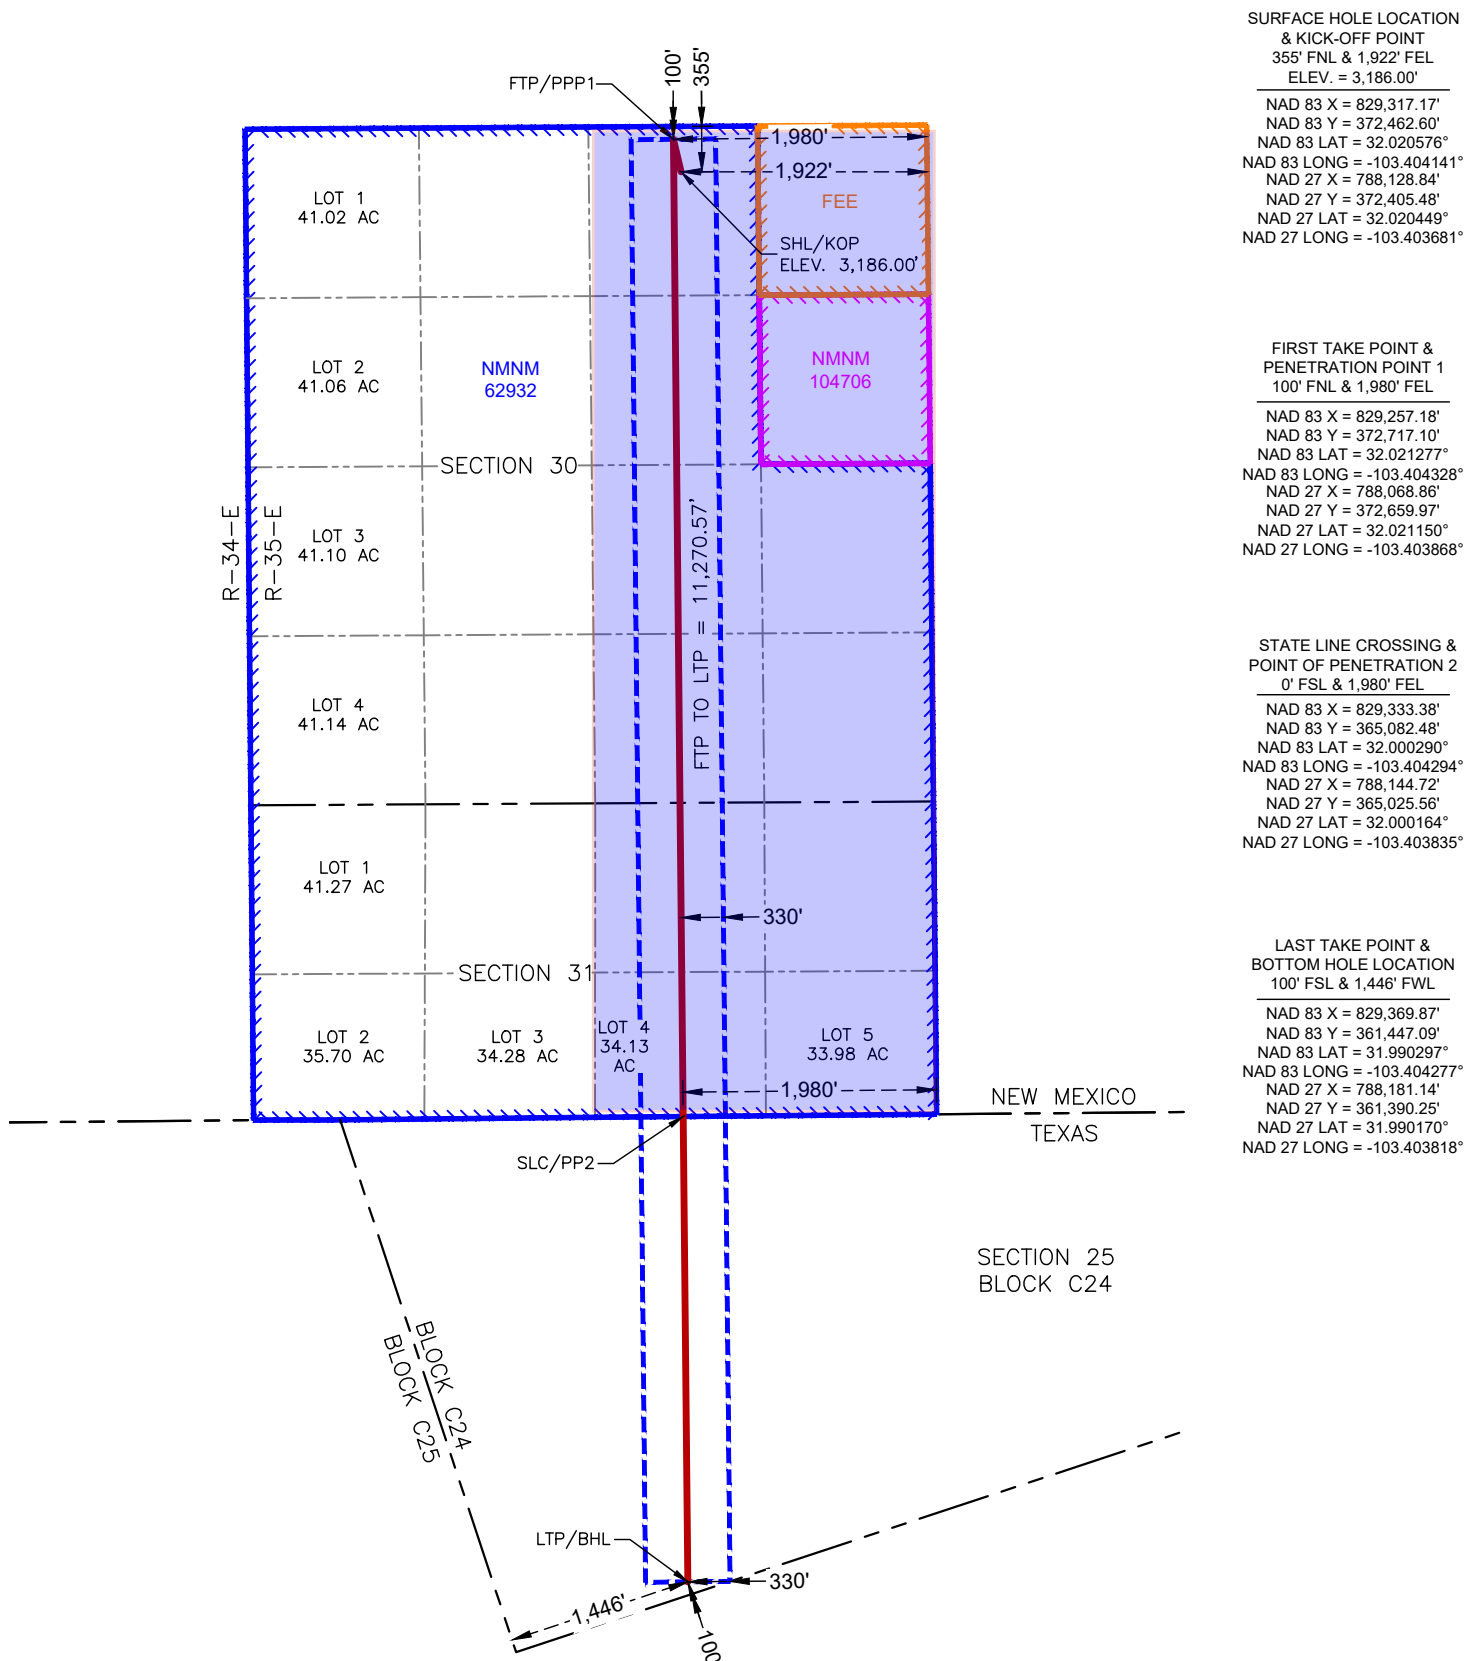 SURFACE HOLE LOCATION
& KICK-OFF POINT
355' FNL & 1,922' FEL
ELEV. = 3,186.00'
NAD 83 X = 829,317.17'
NAD 83 Y = 372,462.60'
NAD 83 LAT = 32.020576°
NAD 83 LONG = -103.404141°
NAD 27 X = 788,128.84'
NAD 27 Y = 372,405.48'
NAD 27 LAT = 32.020449°
NAD 27 LONG = -103.403681°
FIRST TAKE POINT &
PENETRATION POINT 1
100' FNL & 1,980' FEL
NAD 83 X = 829,257.18'
NAD 83 Y = 372,717.10'
NAD 83 LAT = 32.021277°
NAD 83 LONG = -103.404328°
NAD 27 X = 788,068.86'
NAD 27 Y = 372,659.97'
NAD 27 LAT = 32.021150°
NAD 27 LONG = -103.403868°
STATE LINE CROSSING &
POINT OF PENETRATION 2
0' FSL & 1,980' FEL
NAD 83 X = 829,333.38'
NAD 83 Y = 365,082.48'
NAD 83 LAT = 32.000290°
NAD 83 LONG = -103.404294°
NAD 27 X = 788,144.72'
NAD 27 Y = 365,025.56'
NAD 27 LAT = 32.000164°
NAD 27 LONG = -103.403835°
LAST TAKE POINT &
BOTTOM HOLE LOCATION
100' FSL & 1,446' FWL
NAD 83 X = 829,369.87'
NAD 83 Y = 361,447.09'
NAD 83 LAT = 31.990297°
NAD 83 LONG = -103.404277°
NAD 27 X = 788,181.14'
NAD 27 Y = 361,390.25'
NAD 27 LAT = 31.990170°
NAD 27 LONG = -103.403818°
FTP/PPP1
100'
355'
1,980'
1,922'
FEE
SHL/KOP
ELEV. 3,186.00'
LOT 1
41.02 AC
LOT 2
41.06 AC
NMNM
62932
NMNM
104706
SECTION 30
R-34-E
R-35-E
LOT 3
41.10 AC
FTP TO LTP = 11,270.57'
LOT 4
41.14 AC
LOT 1
41.27 AC
330'
SECTION 31
LOT 2
35.70 AC
LOT 3
34.28 AC
LOT 4
34.13
AC
LOT 5
33.98 AC
1,980'
NEW MEXICO
TEXAS
SLC/PP2
SECTION 25
BLOCK C24
BLOCK C24
BLOCK C25
LTP/BHL
330'
1,446'
100